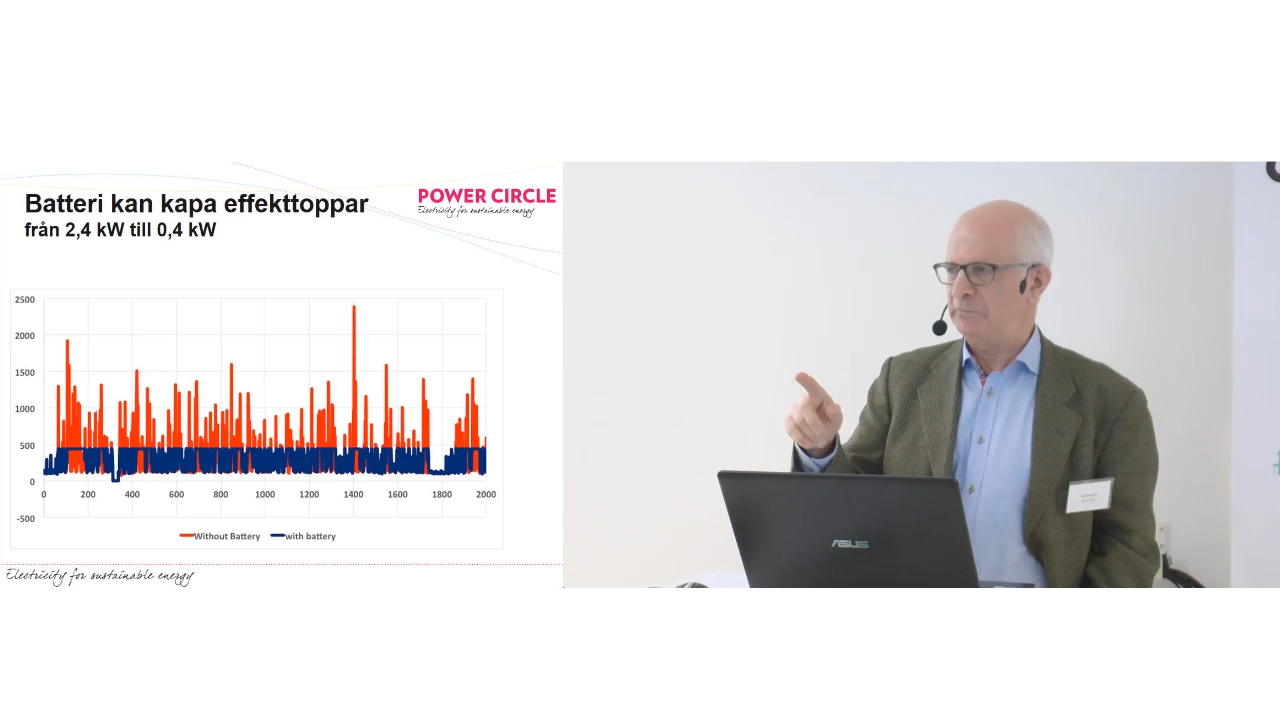 Batteri kan kapa effekttoppar
från 2,4 kW till 0,4 kW
POWER CIRCLE
Electricity for sustainable energy
2500
2000
1500
1000
500
0
-500
0 200 400 600 800 1000 1200 1400 1600 1800 2000
Without Battery with battery
Electricity for sustainable energy
ASUS